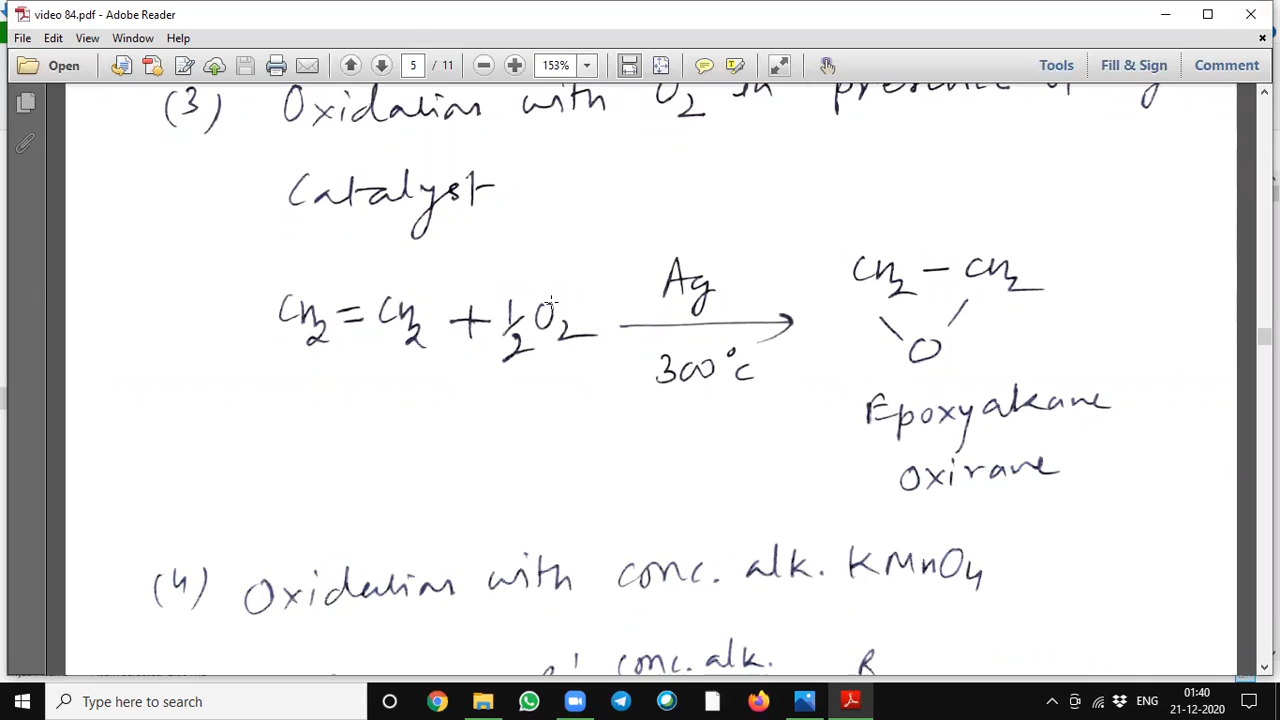 video 84.pdf - Adobe Reader
File Edit View Window Help
Open 5 / 11 153% Tools Fill & Sign Comment
(3) Oxidation with O2 in presence of
Catalyst
CH2 = CH2 + 1/2 O2 Ag 300°C CH2 - CH2
O
Epoxyalkane
Oxirane
(4) Oxidation with conc. alk. KMnO4
conc. alk. R
Type here to search
ENG 01:40
21-12-2020